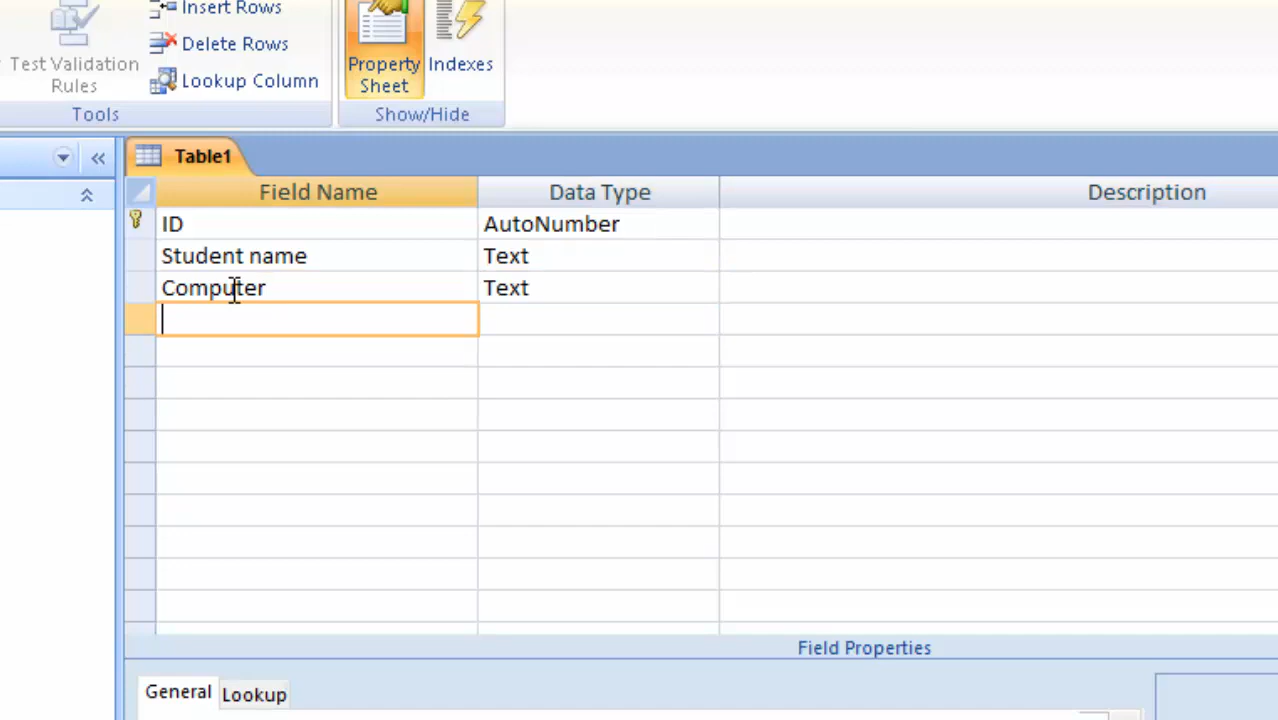 Insert Rows
Delete Rows
Lookup Column
Test Validation
Rules
Property
Sheet
Indexes
Tools
Show/Hide
Table1
Field Name Data Type Description
ID AutoNumber
Student name Text
Computer Text
Field Properties
General Lookup